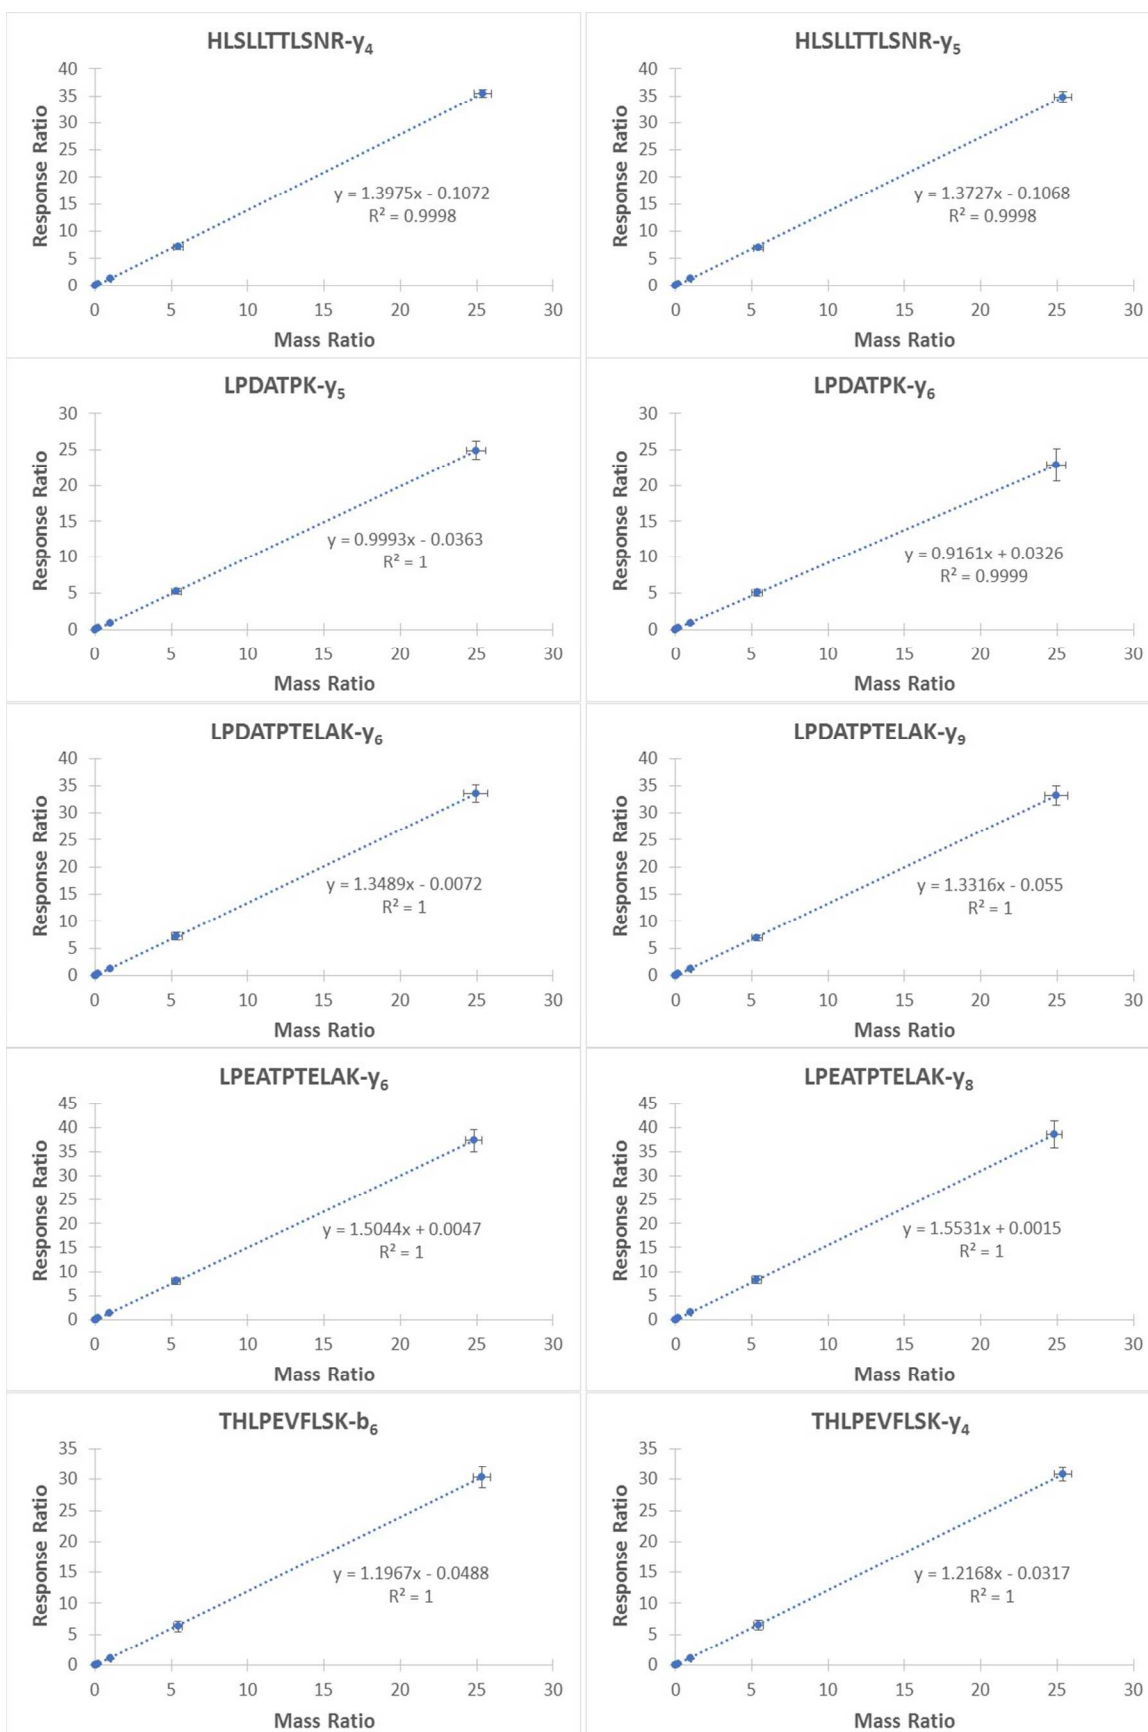 HLSLLTTLSNR-y₄
40
35
30
25
20
15
10
5
0
Response Ratio
y = 1.3975x - 0.1072
R² = 0.9998
0 5 10 15 20 25 30
Mass Ratio
HLSLLTTLSNR-y₅
40
35
30
25
20
15
10
5
0
Response Ratio
y = 1.3727x - 0.1068
R² = 0.9998
0 5 10 15 20 25 30
Mass Ratio
LPDATPK-y₅
30
25
20
15
10
5
0
Response Ratio
y = 0.9993x - 0.0363
R² = 1
0 5 10 15 20 25 30
Mass Ratio
LPDATPK-y₆
30
25
20
15
10
5
0
Response Ratio
y = 0.9161x + 0.0326
R² = 0.9999
0 5 10 15 20 25 30
Mass Ratio
LPDATPTELAK-y₆
40
35
30
25
20
15
10
5
0
Response Ratio
y = 1.3489x - 0.0072
R² = 1
0 5 10 15 20 25 30
Mass Ratio
LPDATPTELAK-y₉
40
35
30
25
20
15
10
5
0
Response Ratio
y = 1.3316x - 0.055
R² = 1
0 5 10 15 20 25 30
Mass Ratio
LPEATPTELAK-y₆
45
40
35
30
25
20
15
10
5
0
Response Ratio
y = 1.5044x + 0.0047
R² = 1
0 5 10 15 20 25 30
Mass Ratio
LPEATPTELAK-y₈
45
40
35
30
25
20
15
10
5
0
Response Ratio
y = 1.5531x + 0.0015
R² = 1
0 5 10 15 20 25 30
Mass Ratio
THLPEVFLSK-b₆
35
30
25
20
15
10
5
0
Response Ratio
y = 1.1967x - 0.0488
R² = 1
0 5 10 15 20 25 30
Mass Ratio
THLPEVFLSK-y₄
35
30
25
20
15
10
5
0
Response Ratio
y = 1.2168x - 0.0317
R² = 1
0 5 10 15 20 25 30
Mass Ratio